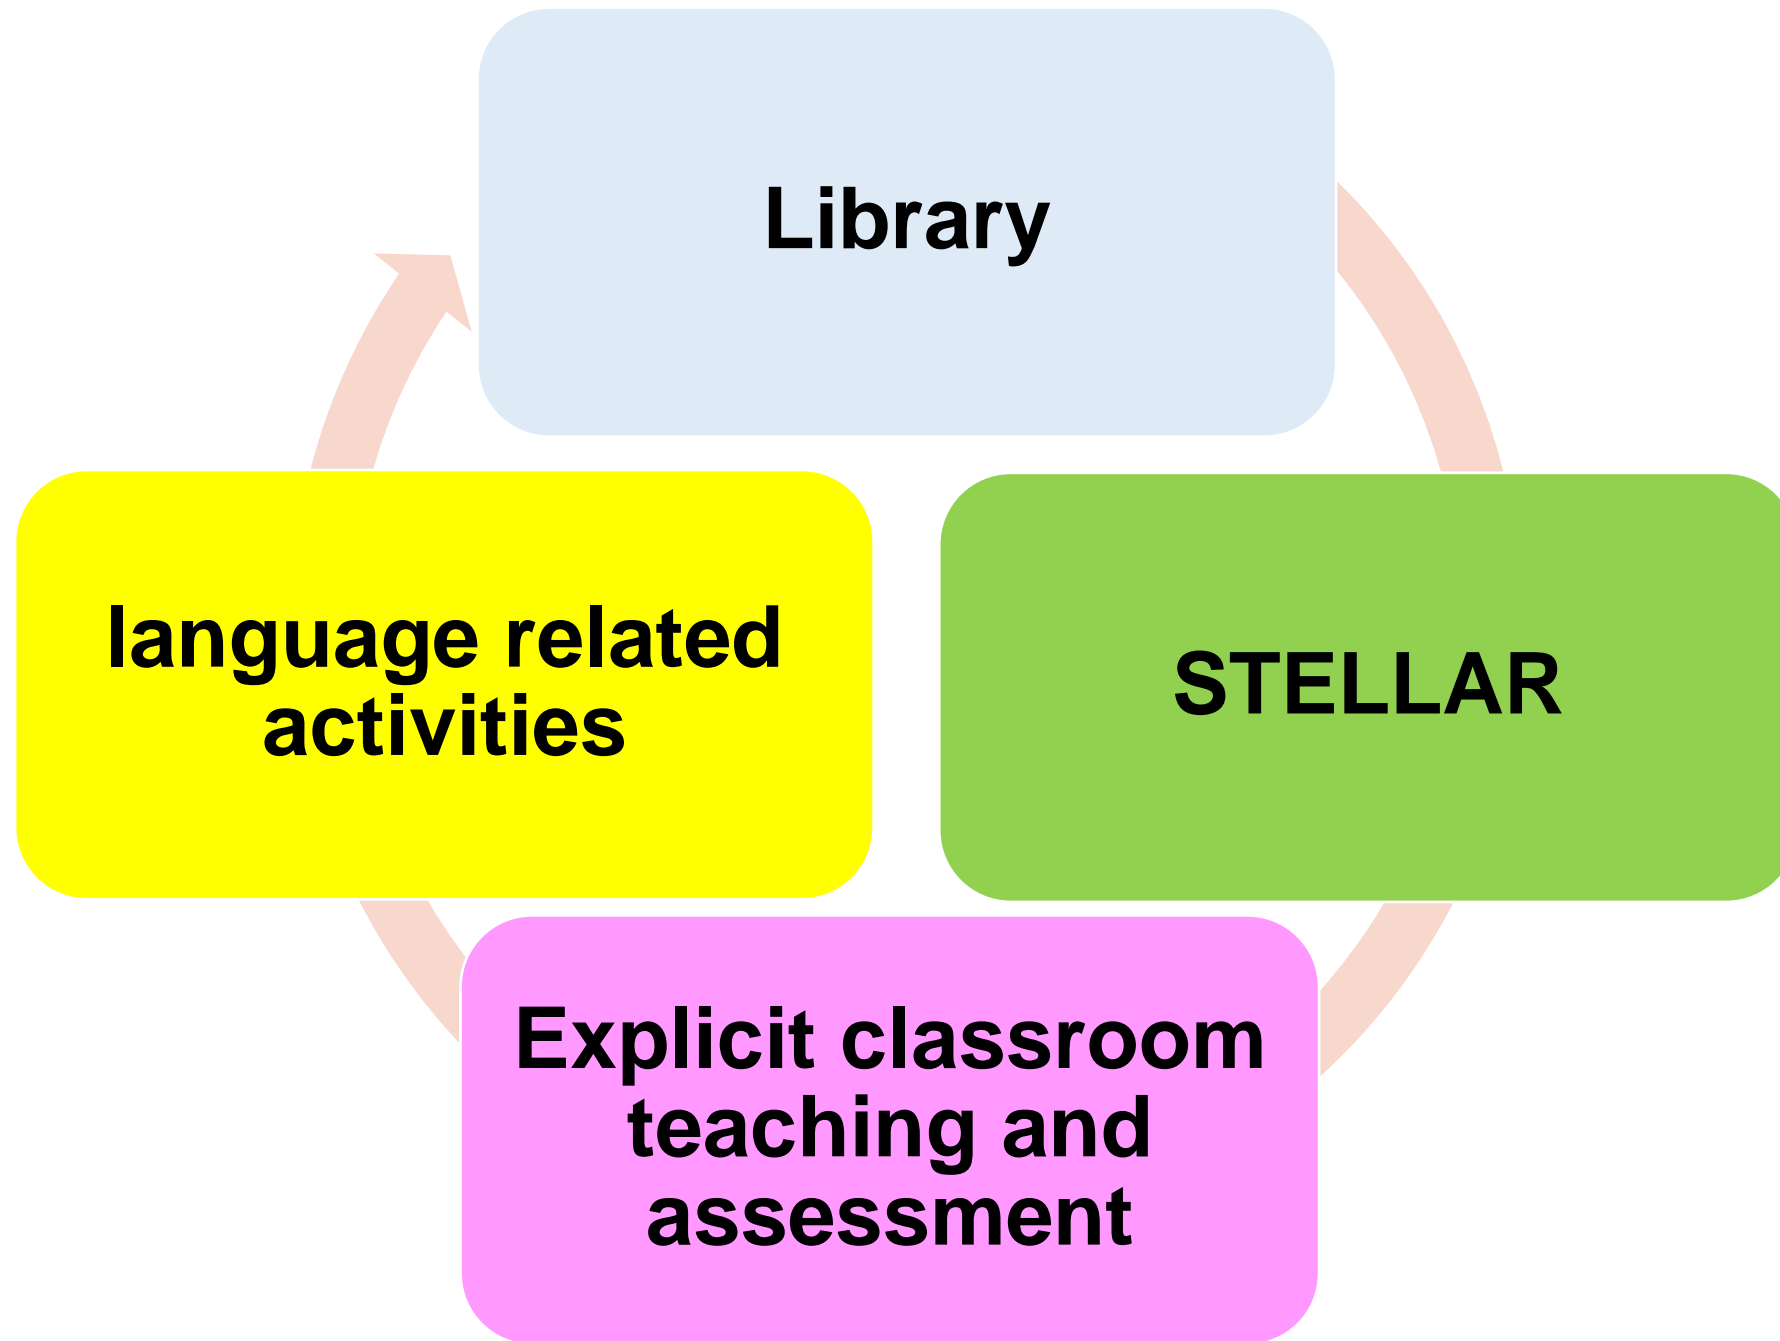 Library
language related
activities
STELLAR
Explicit classroom
teaching and
assessment